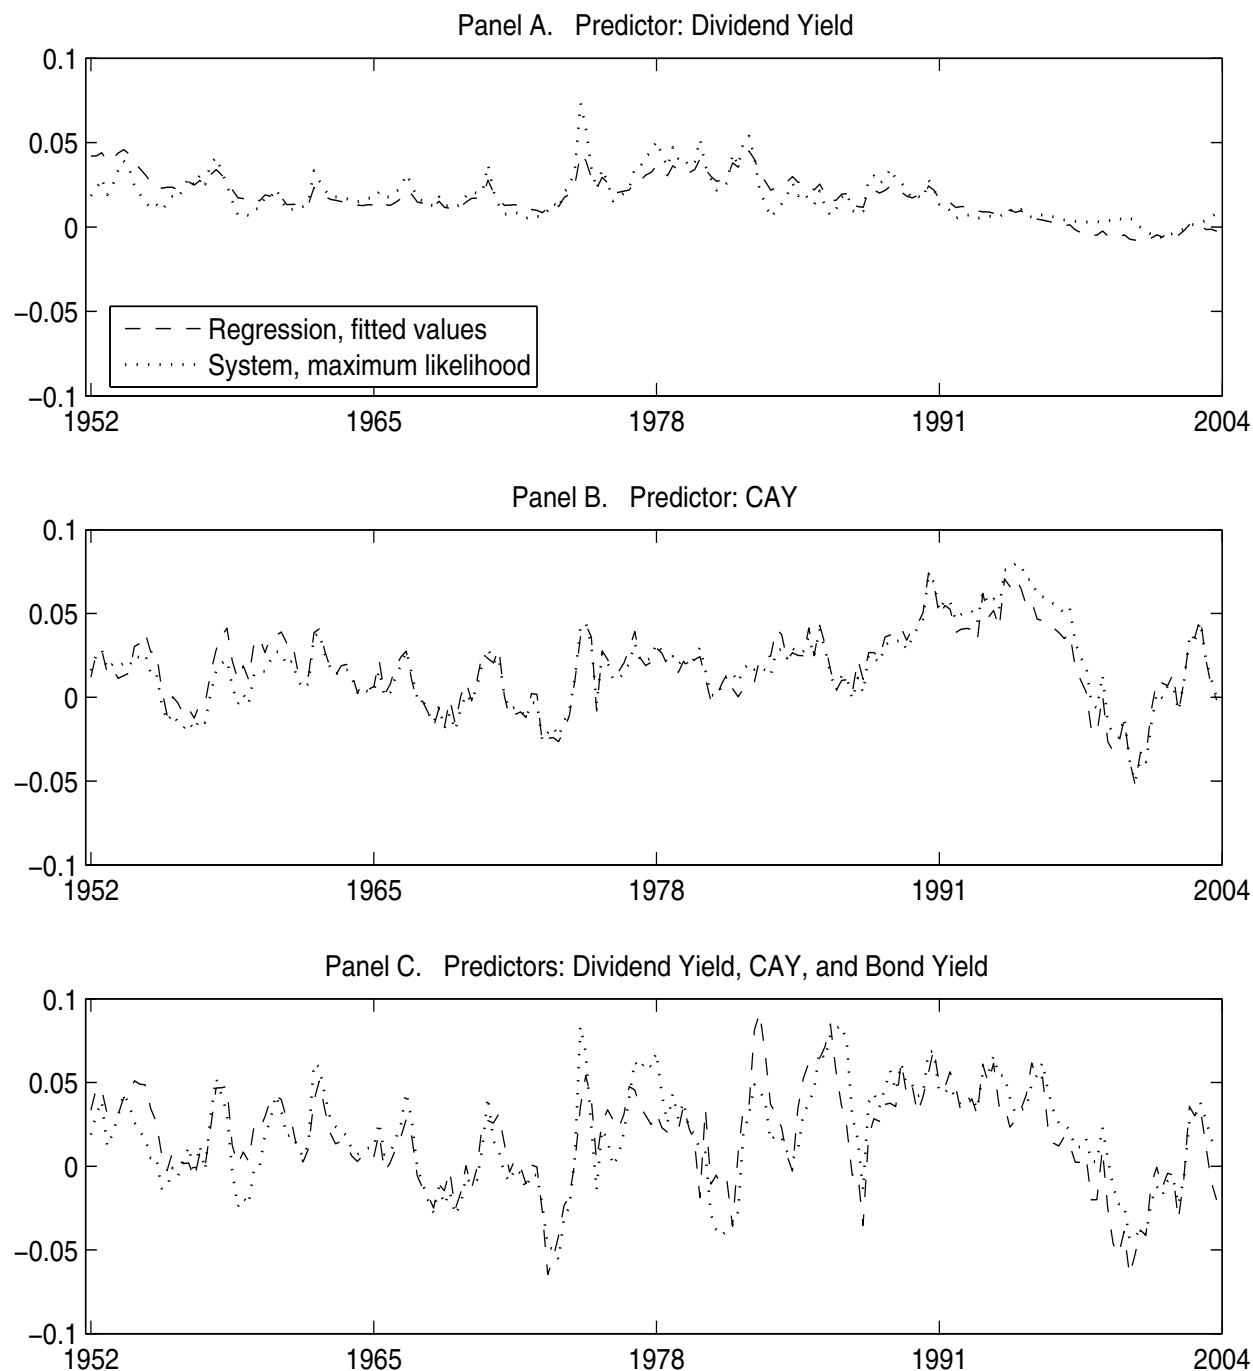 Panel A. Predictor: Dividend Yield
0.1
0.05
0
−0.05
−0.1
Regression, fitted values
System, maximum likelihood
1952 1965 1978 1991 2004
Panel B. Predictor: CAY
0.1
0.05
0
−0.05
−0.1
1952 1965 1978 1991 2004
Panel C. Predictors: Dividend Yield, CAY, and Bond Yield
0.1
0.05
0
−0.05
−0.1
1952 1965 1978 1991 2004